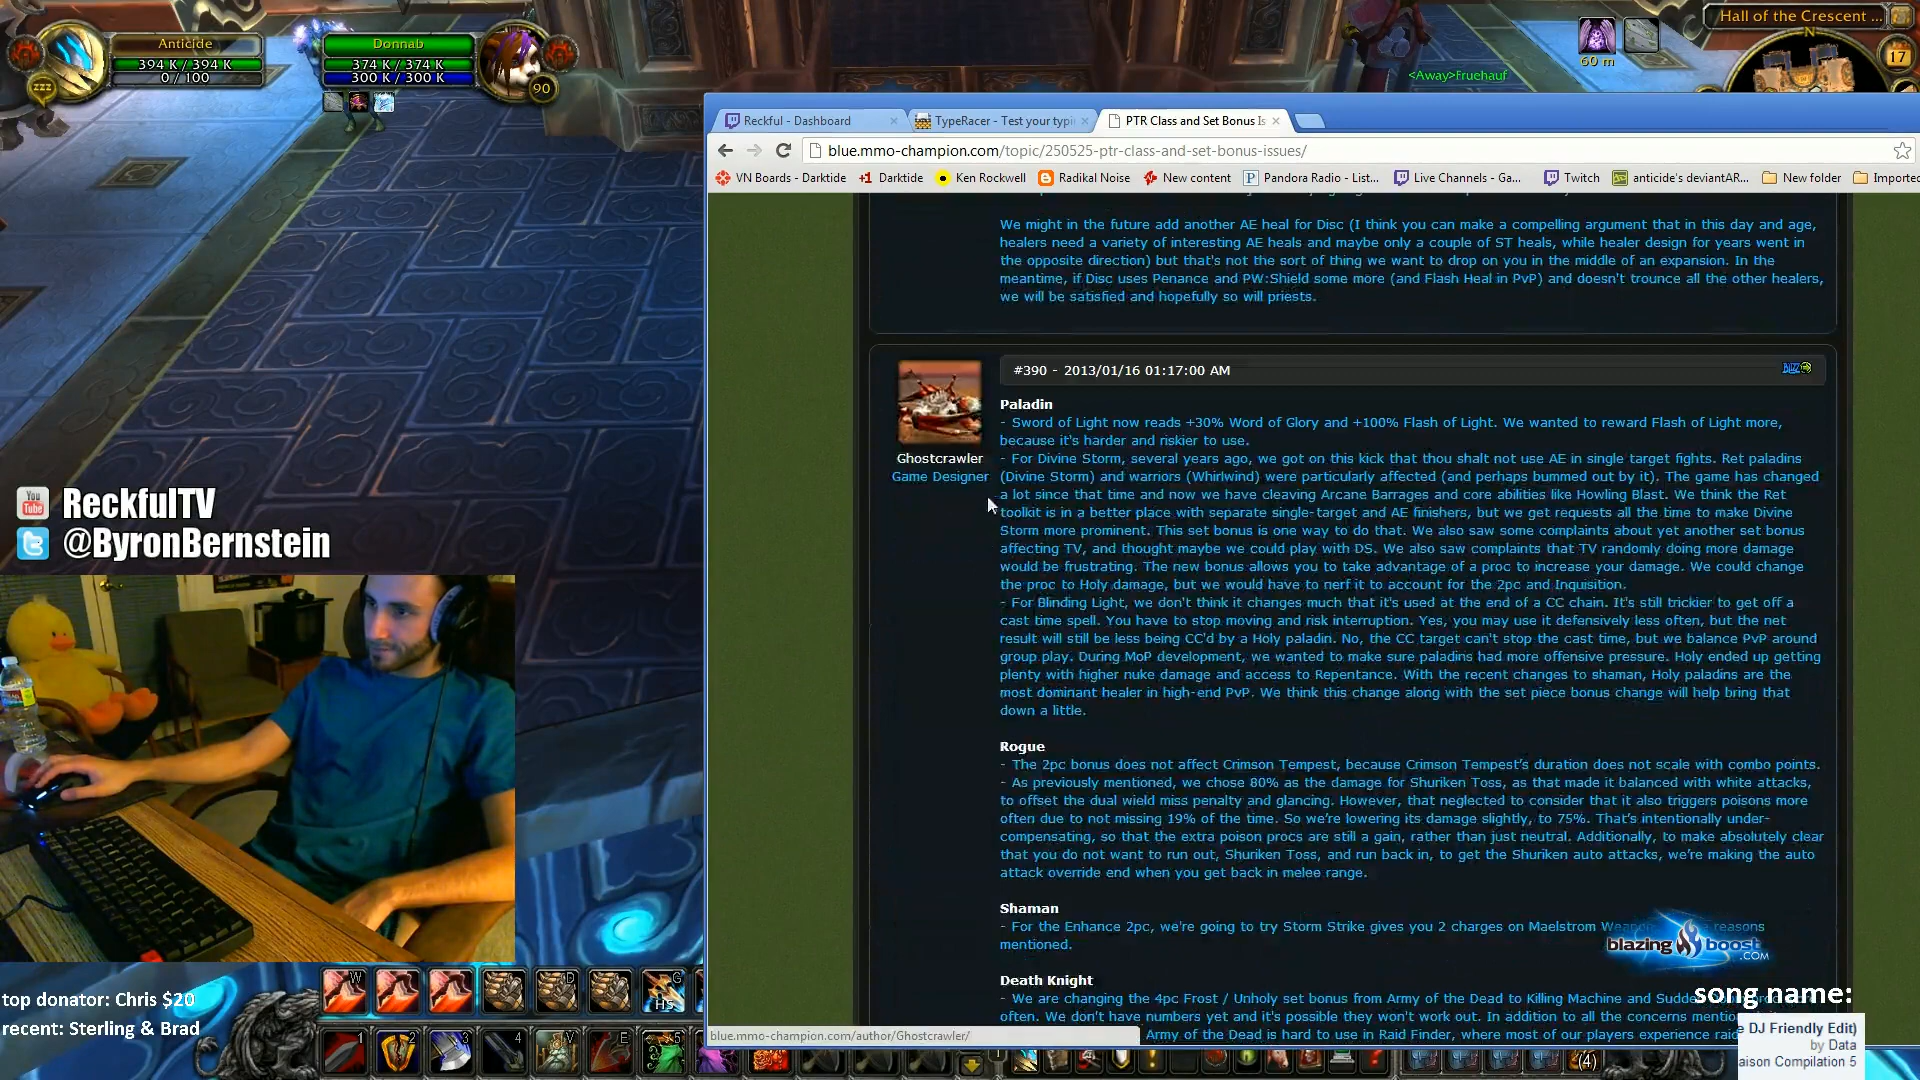 Anticide
394 K / 394 K
0 / 100
zzz
Donnab
374 K / 374 K
300 K / 300 K
90
60 m
<Away>Fruehauf
Hall of the Crescent ...
N
17
Reckful - Dashboard
TypeRacer - Test your typi
PTR Class and Set Bonus Is
blue.mmo-champion.com/topic/250525-ptr-class-and-set-bonus-issues/
VN Boards - Darktide
+1 Darktide
Ken Rockwell
Radikal Noise
New content
Pandora Radio - List...
Live Channels - Ga...
Twitch
anticide's deviantAR...
New folder
Imported
We might in the future add another AE heal for Disc (I think you can make a compelling argument that in this day and age,
healers need a variety of interesting AE heals and maybe only a couple of ST heals, while healer design for years went in
the opposite direction) but that's not the sort of thing we want to drop on you in the middle of an expansion. In the
meantime, if Disc uses Penance and PW:Shield some more (and Flash Heal in PvP) and doesn't trounce all the other healers,
we will be satisfied and hopefully so will priests.
#390 - 2013/01/16 01:17:00 AM
Ghostcrawler
Game Designer
Paladin
- Sword of Light now reads +30% Word of Glory and +100% Flash of Light. We wanted to reward Flash of Light more,
because it's harder and riskier to use.
- For Divine Storm, several years ago, we got on this kick that thou shalt not use AE in single target fights. Ret paladins
(Divine Storm) and warriors (Whirlwind) were particularly affected (and perhaps bummed out by it). The game has changed
a lot since that time and now we have cleaving Arcane Barrages and core abilities like Howling Blast. We think the Ret
toolkit is in a better place with separate single-target and AE finishers, but we get requests all the time to make Divine
Storm more prominent. This set bonus is one way to do that. We also saw some complaints about yet another set bonus
affecting TV, and thought maybe we could play with DS. We also saw complaints that TV randomly doing more damage
would be frustrating. The new bonus allows you to take advantage of a proc to increase your damage. We could change
the proc to Holy damage, but we would have to nerf it to account for the 2pc and Inquisition.
- For Blinding Light, we don't think it changes much that it's used at the end of a CC chain. It's still trickier to get off a
cast time spell. You have to stop moving and risk interruption. Yes, you may use it defensively less often, but the net
result will still be less being CC'd by a Holy paladin. No, the CC target can't stop the cast time, but we balance PvP around
group play. During MoP development, we wanted to make sure paladins had more offensive pressure. Holy ended up getting
plenty with higher nuke damage and access to Repentance. With the recent changes to shaman, Holy paladins are the
most dominant healer in high-end PvP. We think this change along with the set piece bonus change will help bring that
down a little.
Rogue
- The 2pc bonus does not affect Crimson Tempest, because Crimson Tempest's duration does not scale with combo points.
- As previously mentioned, we chose 80% as the damage for Shuriken Toss, as that made it balanced with white attacks,
to offset the dual wield miss penalty and glancing. However, that neglected to consider that it also triggers poisons more
often due to not missing 19% of the time. So we're lowering its damage slightly, to 75%. That's intentionally under-
compensating, so that the extra poison procs are still a gain, rather than just neutral. Additionally, to make absolutely clear
that you do not want to run out, Shuriken Toss, and run back in, to get the Shuriken auto attacks, we're making the auto
attack override end when you get back in melee range.
Shaman
- For the Enhance 2pc, we're going to try Storm Strike gives you 2 charges on Maelstrom reasons
mentioned.
Death Knight
- We are changing the 4pc Frost / Unholy set bonus from Army of the Dead to Killing Machine and
often. We don't have numbers yet and it's possible they won't work out. In addition to all the concerns
Army of the Dead is hard to use in Raid Finder, where most of our players experience
blue.mmo-champion.com/author/Ghostcrawler/
You Tube
ReckfulTV
@ByronBernstein
top donator: Chris $20
recent: Sterling & Brad
blazing boost
.COM
song name:
e DJ Friendly Edit)
by Data
aison Compilation 5
W
D
G
Hs
1
2
3
4
V
E
(4)